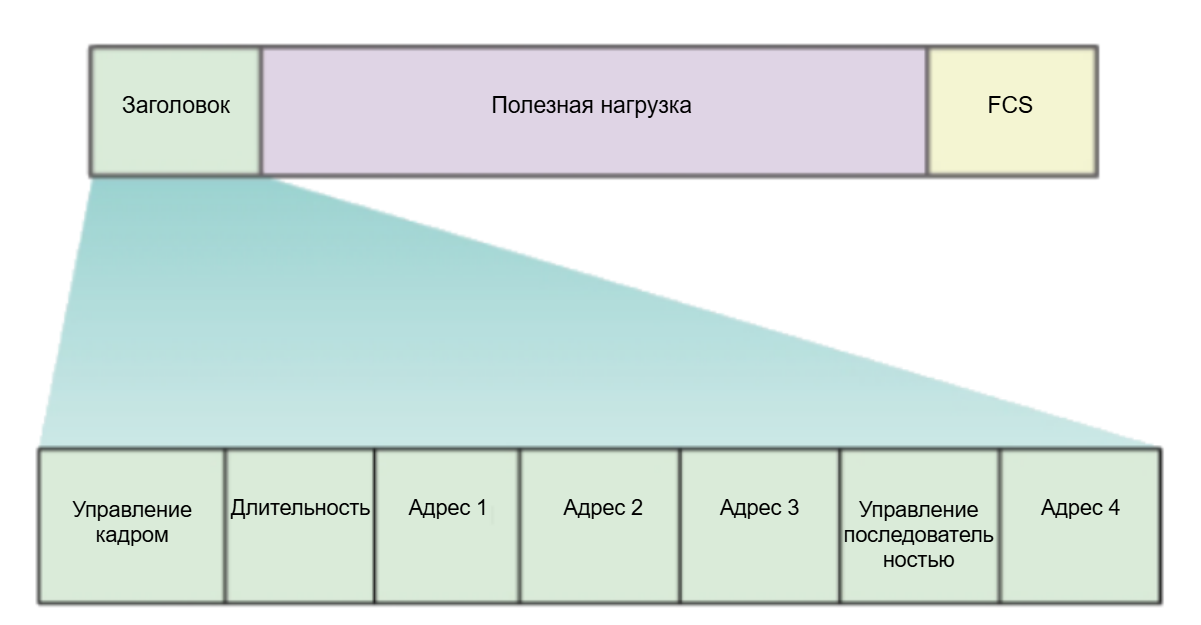 Заголовок
Полезная нагрузка
FCS
Управление
кадром
Длительность
Адрес 1
Адрес 2
Адрес 3
Управление
последователь
ностью
Адрес 4